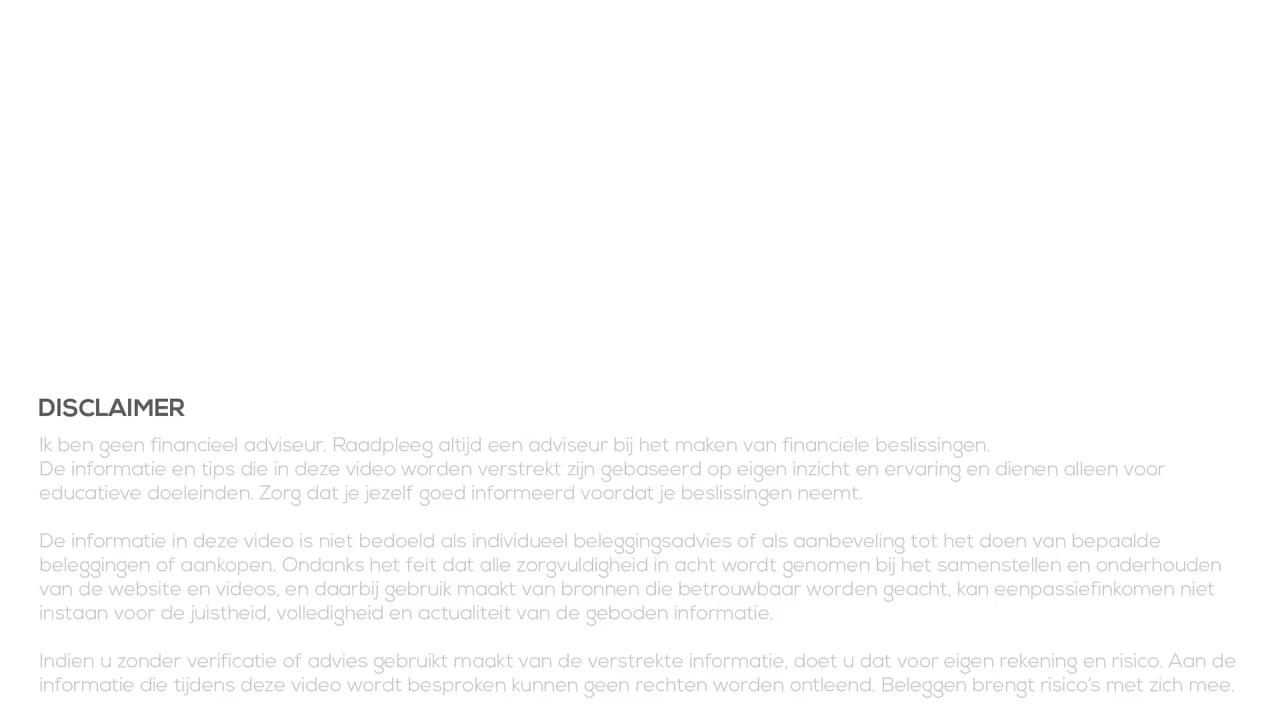 DISCLAIMER
Ik ben geen financieel adviseur. Raadpleeg altijd een adviseur bij het maken van financiele beslissingen.
De informatie en tips die in deze video worden verstrekt zijn gebaseerd op eigen inzicht en ervaring en dienen alleen voor
educatieve doeleinden. Zorg dat je jezelf goed informeerd voordat je beslissingen neemt.
De informatie in deze video is niet bedoeld als individueel beleggingsadvies of als aanbeveling tot het doen van bepaalde
beleggingen of aankopen. Ondanks het feit dat alle zorgvuldigheid in acht wordt genomen bij het samenstellen en onderhouden
van de website en videos, en daarbij gebruik maakt van bronnen die betrouwbaar worden geacht, kan eenpassiefinkomen niet
instaan voor de juistheid, volledigheid en actualiteit van de geboden informatie.
Indien u zonder verificatie of advies gebruikt maakt van de verstrekte informatie, doet u dat voor eigen rekening en risico. Aan de
informatie die tijdens deze video wordt besproken kunnen geen rechten worden ontleend. Beleggen brengt risico's met zich mee.